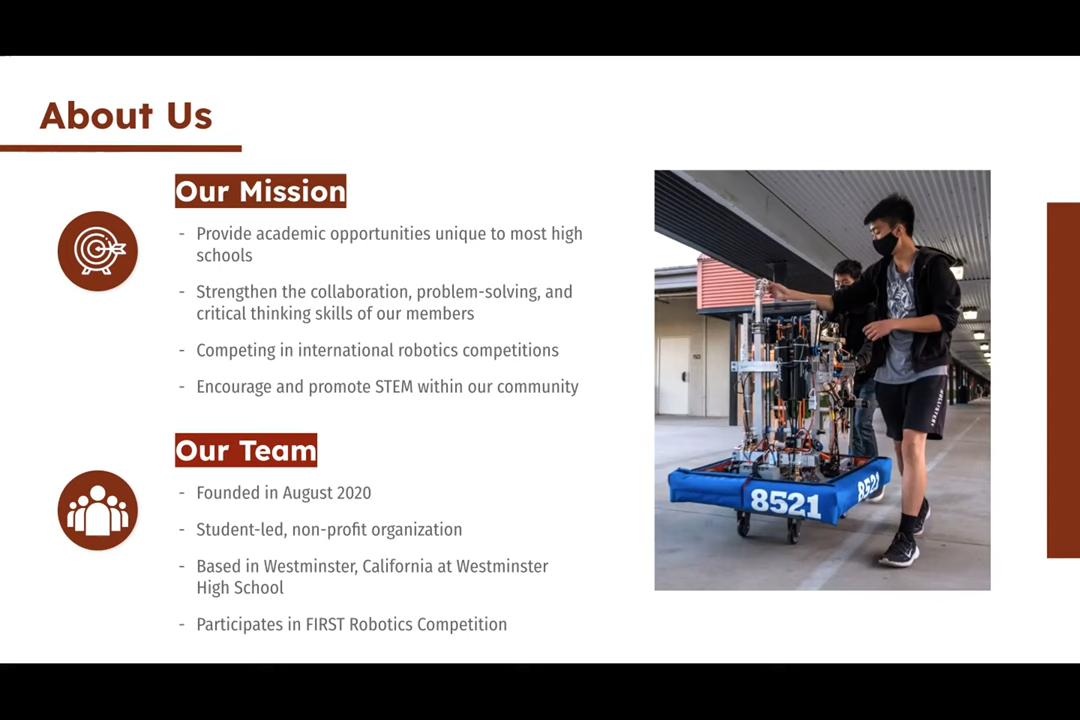 About Us
Our Mission
- Provide academic opportunities unique to most high
schools
- Strengthen the collaboration, problem-solving, and
critical thinking skills of our members
- Competing in international robotics competitions
- Encourage and promote STEM within our community
Our Team
- Founded in August 2020
- Student-led, non-profit organization
- Based in Westminster, California at Westminster
High School
- Participates in FIRST Robotics Competition
8521
8521